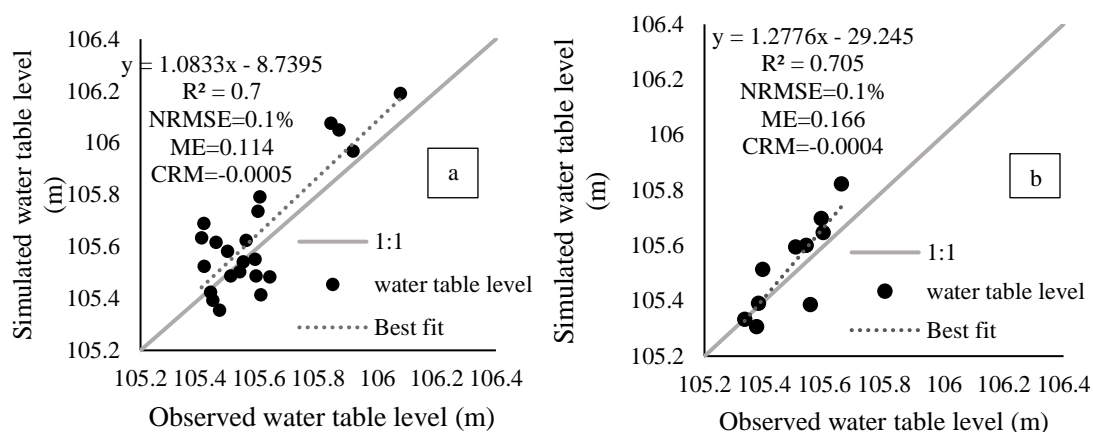 Simulated water table level
(m)
106.4
106.2
106
105.8
105.6
105.4
105.2
y = 1.0833x - 8.7395
R² = 0.7
NRMSE=0.1%
ME=0.114
CRM=-0.0005
a
1:1
water table level
Best fit
105.2 105.4 105.6 105.8 106 106.2 106.4
Observed water table level (m)
Simulated water table level
(m)
106.4
106.2
106
105.8
105.6
105.4
105.2
y = 1.2776x - 29.245
R² = 0.705
NRMSE=0.1%
ME=0.166
CRM=-0.0004
b
1:1
water table level
Best fit
105.2 105.4 105.6 105.8 106 106.2 106.4
Observed water table level (m)